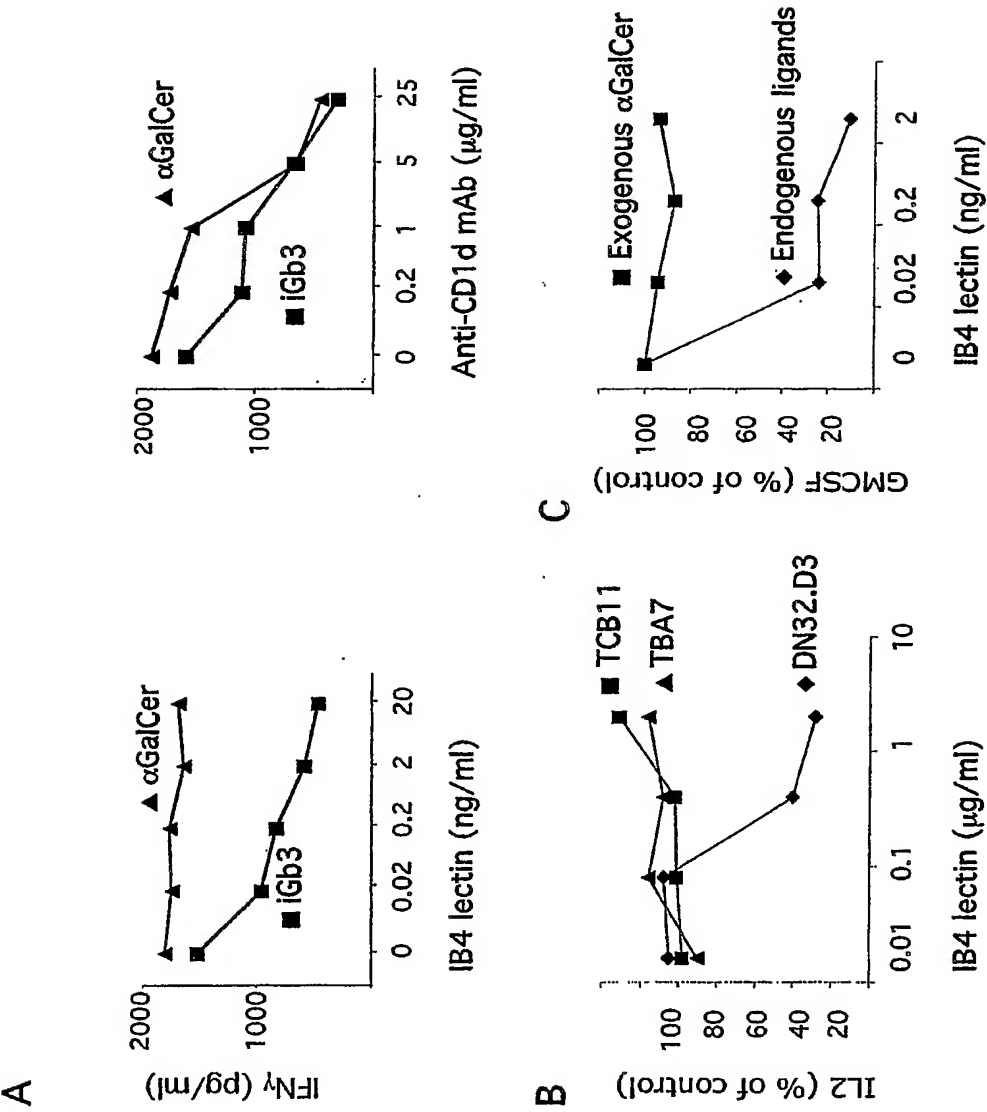 A
IFNγ (pg/ml)
2000
1000
αGalCer
iGb3
0 0.02 0.2 2 20
IB4 lectin (ng/ml)
2000
1000
αGalCer
iGb3
0 0.2 1 5 25
Anti-CD1d mAb (μg/ml)
B
IL2 (% of control)
100
80
60
40
20
TCB11
TBA7
DN32.D3
0.01 0.1 1 10
IB4 lectin (μg/ml)
C
GMCSF (% of control)
100
80
60
40
20
Exogenous αGalCer
Endogenous ligands
0 0.02 0.2 2
IB4 lectin (ng/ml)